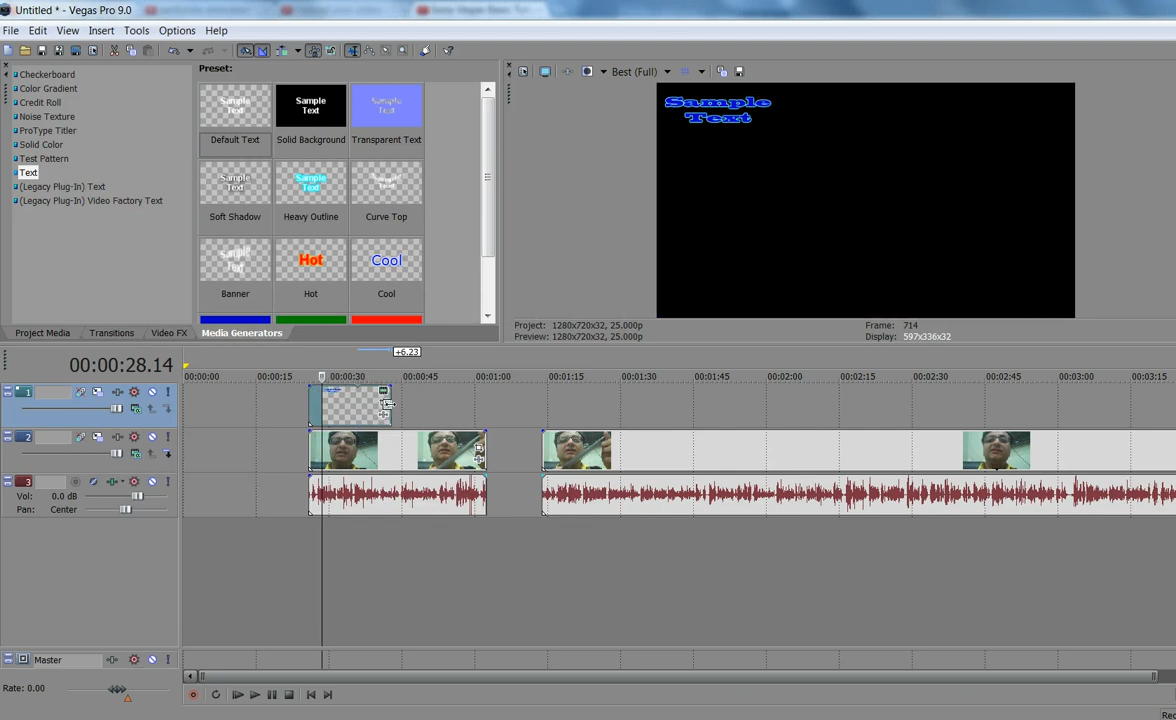 Untitled * - Vegas Pro 9.0
File Edit View Insert Tools Options Help
Checkerboard
Color Gradient
Credit Roll
Noise Texture
ProType Titler
Solid Color
Test Pattern
Text
(Legacy Plug-In) Text
(Legacy Plug-In) Video Factory Text
Preset:
Sample
Text
Default Text
Sample
Text
Solid Background
Sample
Text
Transparent Text
Sample
Text
Soft Shadow
Sample
Text
Heavy Outline
Sample
Text
Curve Top
Sample
Text
Banner
Hot
Hot
Cool
Cool
Project Media Transitions Video FX Media Generators
Best (Full)
Sample
Text
Project: 1280x720x32, 25.000p
Preview: 1280x720x32, 25.000p
Frame: 714
Display: 597x336x32
00:00:28.14
+6.23
00:00:00 00:00:15 00:00:30 00:00:45 00:01:00 00:01:15 00:01:30 00:01:45 00:02:00 00:02:15 00:02:30 00:02:45 00:03:00 00:03:15
1
2
3
Vol: 0.0 dB
Pan: Center
Master
Rate: 0.00
Rec